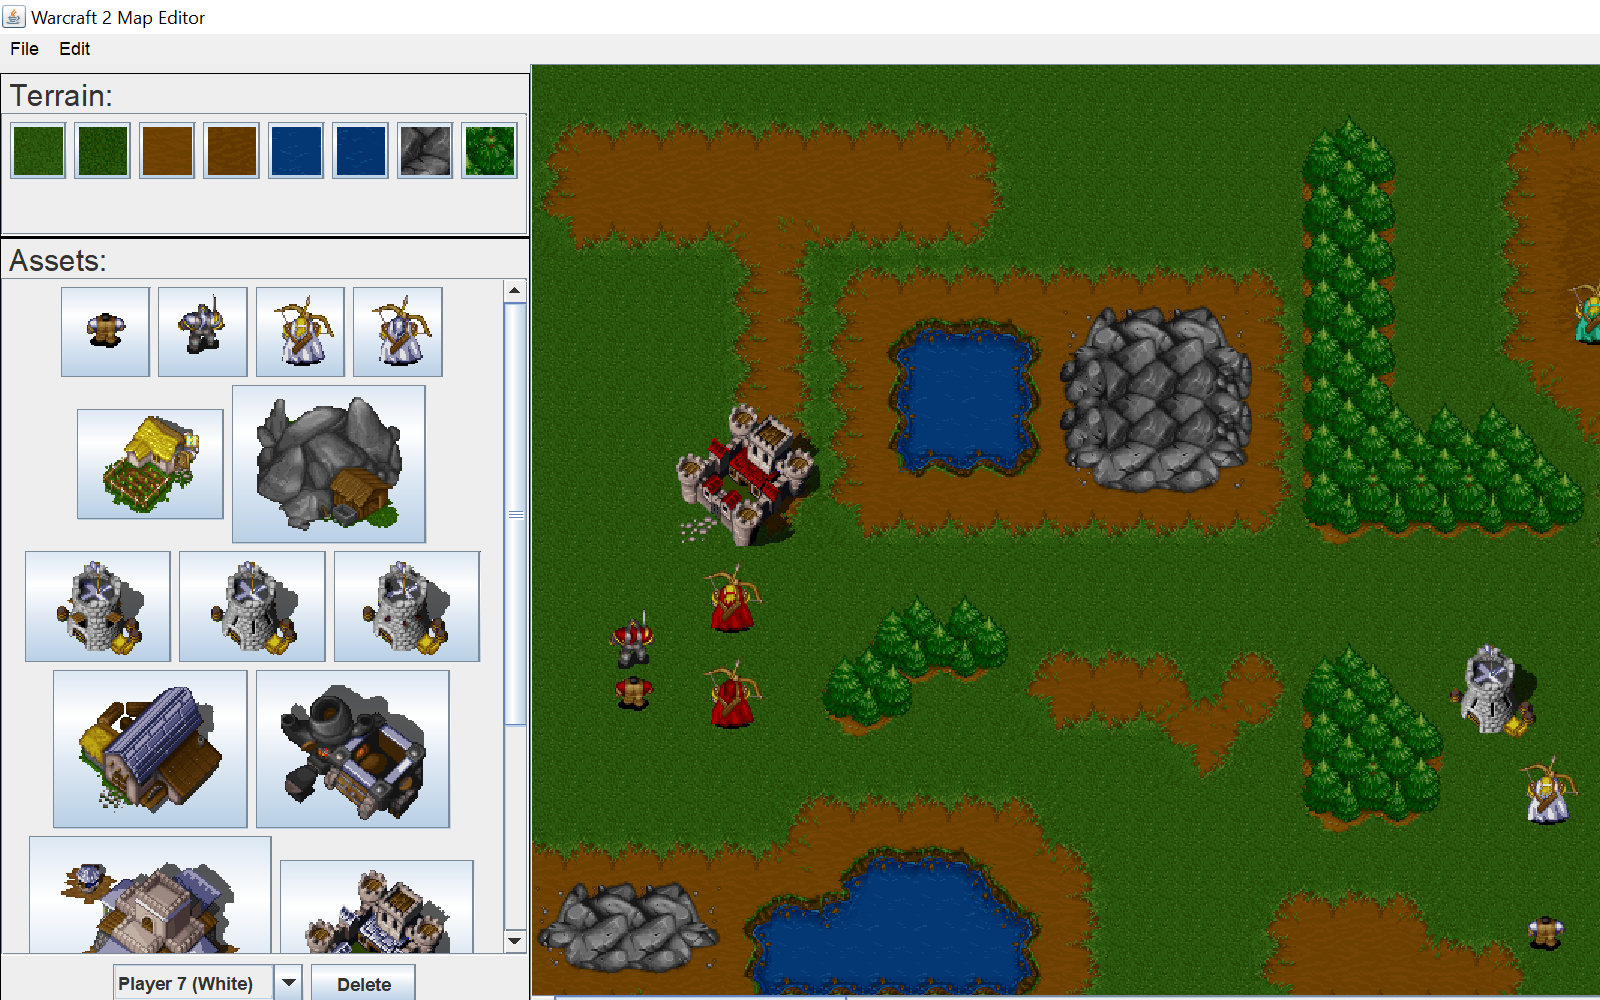 Warcraft 2 Map Editor
File Edit
Terrain:
Assets:
Player 7 (White)
Delete